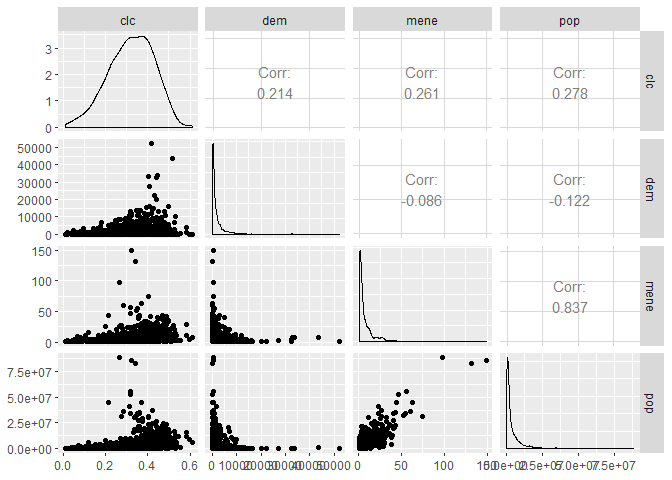 clc dem mene pop
3
2
1
0
Corr:
0.214
Corr:
0.261
Corr:
0.278
clc
50000
40000
30000
20000
10000
0
Corr:
-0.086
Corr:
-0.122
dem
150
100
50
0
Corr:
0.837
mene
7.5e+07
5.0e+07
2.5e+07
0.0e+00
pop
0.0 0.2 0.4 0.6
0 10000 20000 30000 40000 50000
0 50 100 150
0.0e+00 2.5e+07 5.0e+07 7.5e+07